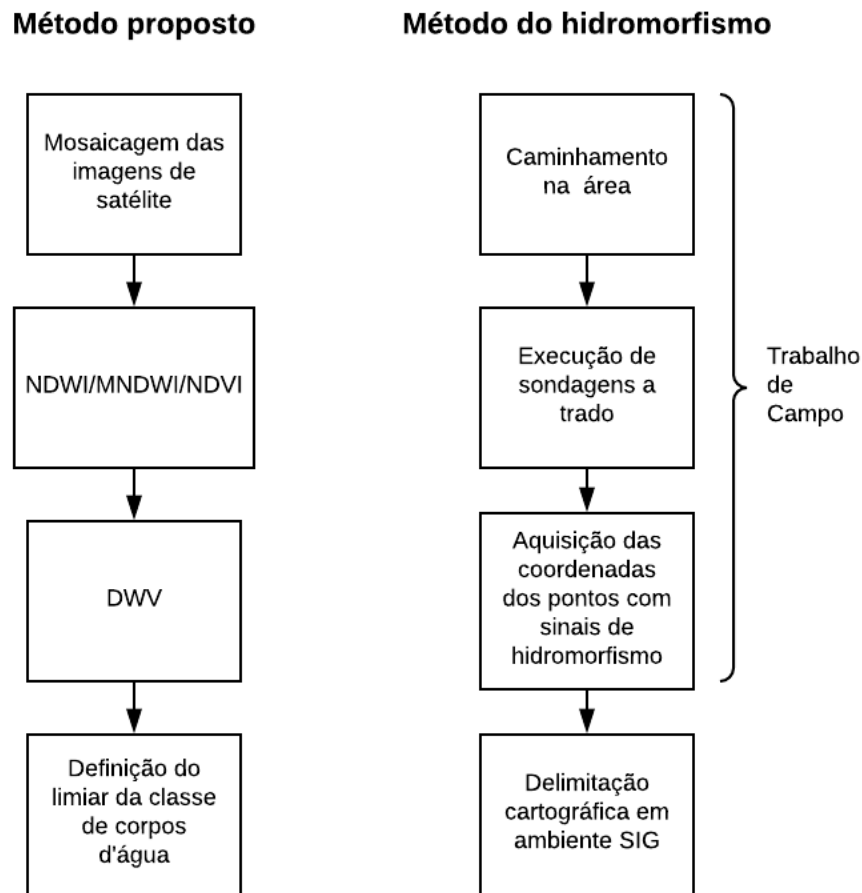 Método proposto
Mosaicagem das
imagens de
satélite
NDWI/MNDWI/NDVI
DWV
Definição do
limiar da classe
de corpos
d'água
Método do hidromorfismo
Caminhamento
na área
Execução de
sondagens a
trado
Aquisição das
coordenadas
dos pontos com
sinais de
hidromorfismo
Delimitação
cartográfica em
ambiente SIG
Trabalho
de
Campo